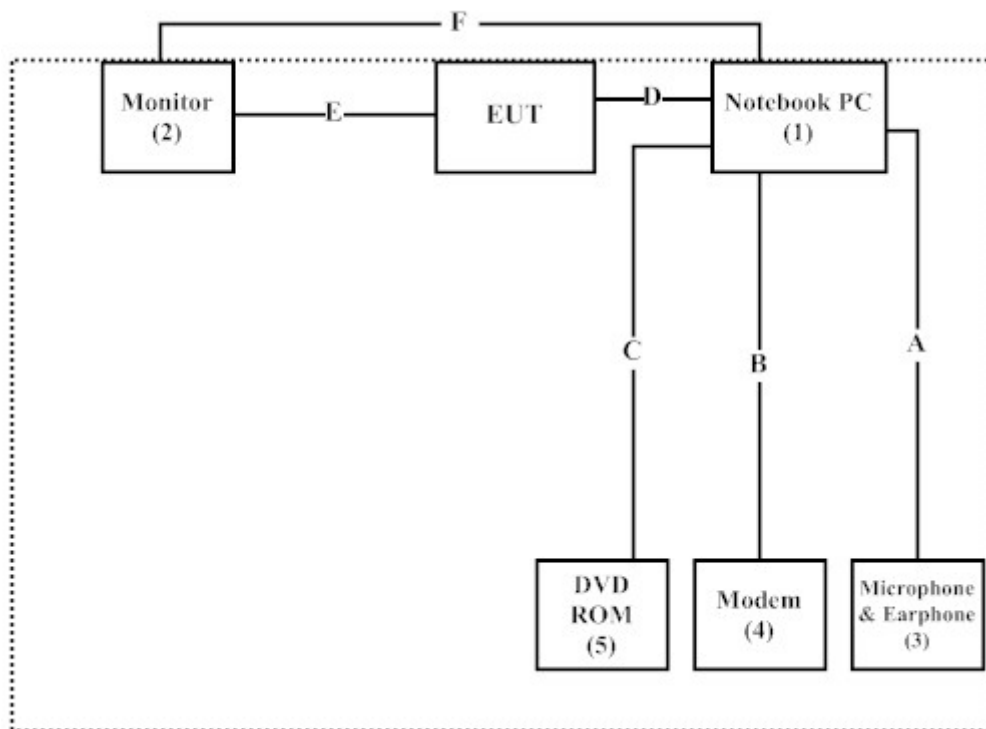 F
Monitor
(2)
E
EUT
D
Notebook PC
(1)
C
B
A
DVD
ROM
(5)
Modem
(4)
Microphone
& Earphone
(3)